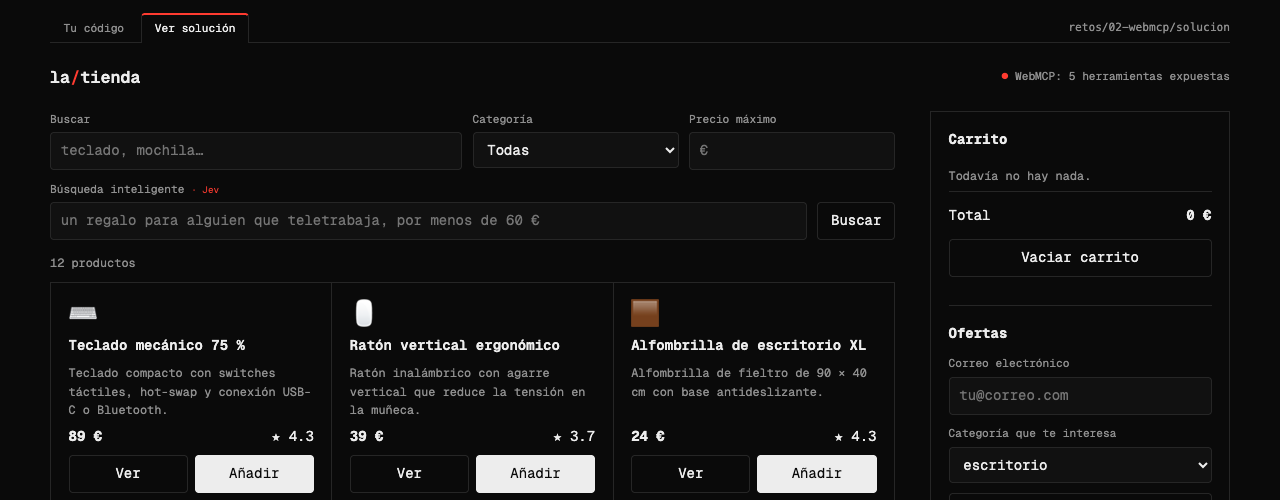 Tu código
Ver solución
retos/02-webmcp/solucion
la/tienda
WebMCP: 5 herramientas expuestas
Buscar
teclado, mochila…
Categoría
Todas
Precio máximo
€
Búsqueda inteligente · Jev
un regalo para alguien que teletrabaja, por menos de 60 €
Buscar
12 productos
Teclado mecánico 75 %
Teclado compacto con switches
táctiles, hot-swap y conexión USB-
C o Bluetooth.
89 €
★ 4.3
Ver
Añadir
Ratón vertical ergonómico
Ratón inalámbrico con agarre
vertical que reduce la tensión en
la muñeca.
39 €
★ 3.7
Ver
Añadir
Alfombrilla de escritorio XL
Alfombrilla de fieltro de 90 × 40
cm con base antideslizante.
24 €
★ 4.3
Ver
Añadir
Carrito
Todavía no hay nada.
Total
0 €
Vaciar carrito
Ofertas
Correo electrónico
tu@correo.com
Categoría que te interesa
escritorio